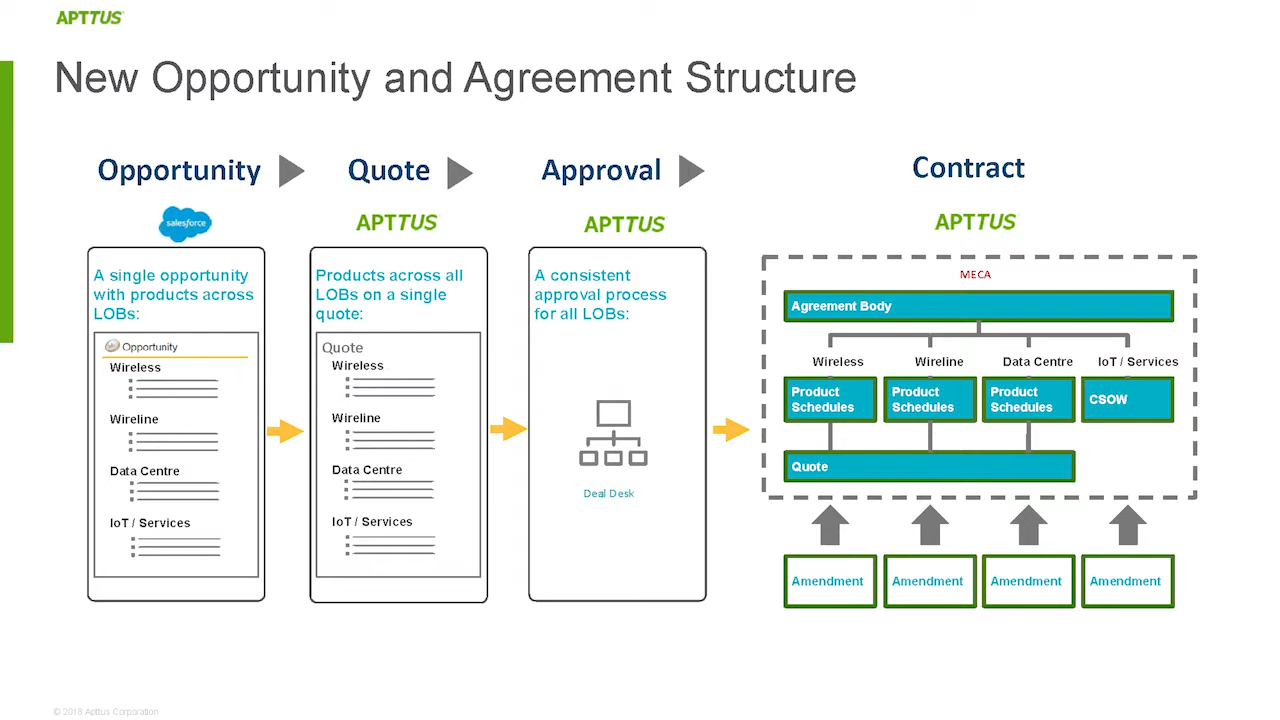 APTTUS
New Opportunity and Agreement Structure
Opportunity
Quote
Approval
Contract
salesforce
APTTUS
APTTUS
APTTUS
A single opportunity
with products across
LOBs:
Opportunity
Wireless
Wireline
Data Centre
IoT / Services
Products across all
LOBs on a single
quote:
Quote
Wireless
Wireline
Data Centre
IoT / Services
A consistent
approval process
for all LOBs:
Deal Desk
MECA
Agreement Body
Wireless
Wireline
Data Centre
IoT / Services
Product
Schedules
Product
Schedules
Product
Schedules
CSOW
Quote
Amendment
Amendment
Amendment
Amendment
© 2018 Apttus Corporation